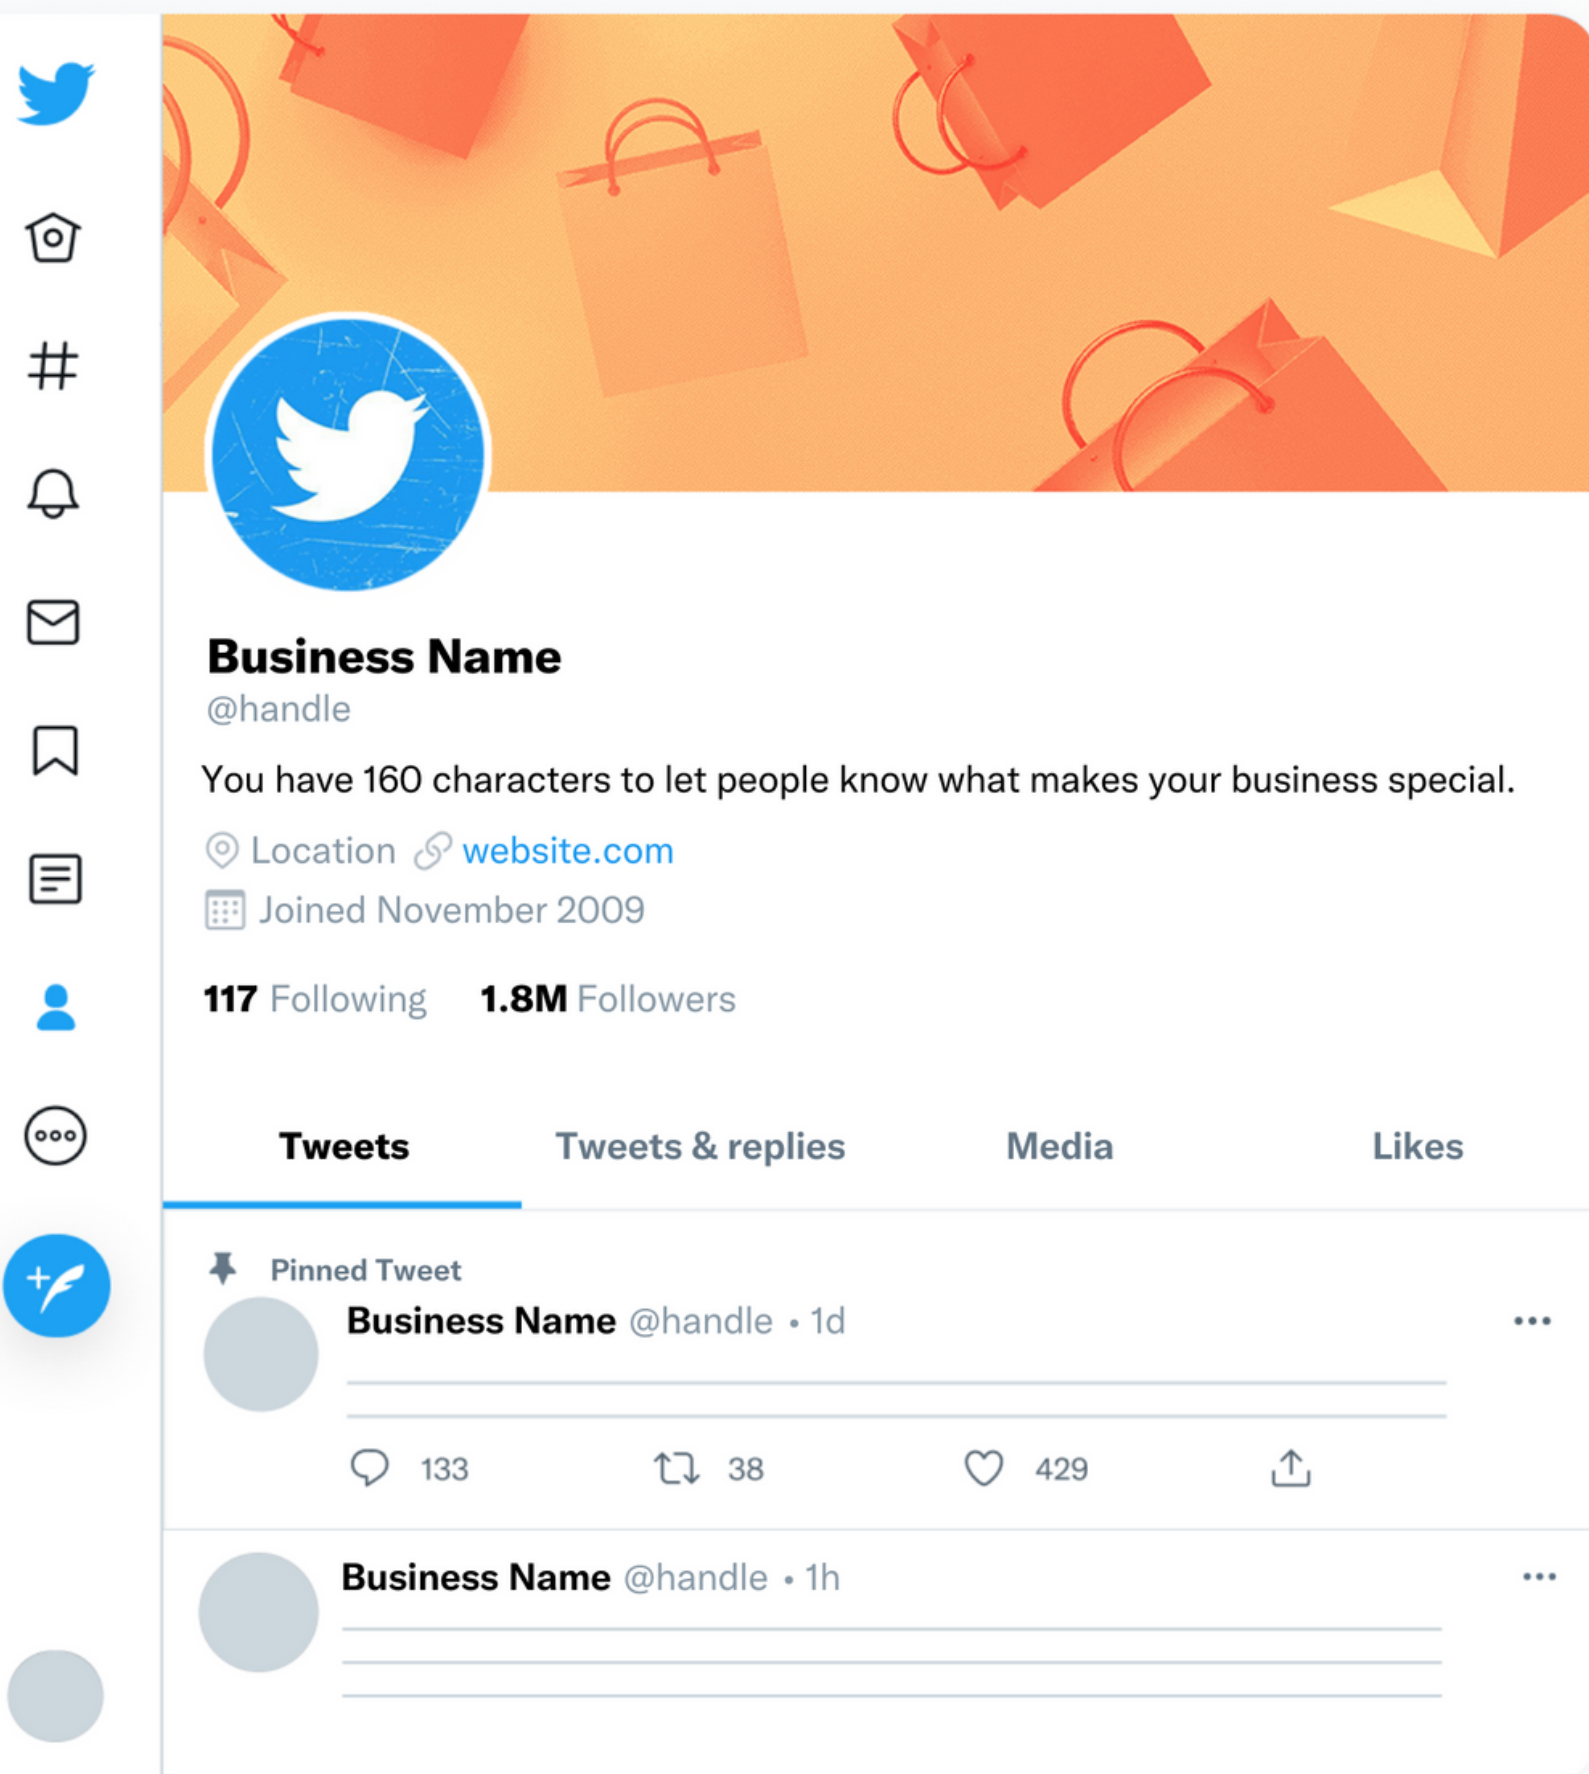 Business Name
@handle
You have 160 characters to let people know what makes your business special.
Location website.com
Joined November 2009
117 Following 1.8M Followers
Tweets Tweets & replies Media Likes
Pinned Tweet
Business Name @handle • 1d
133 38 429
Business Name @handle • 1h